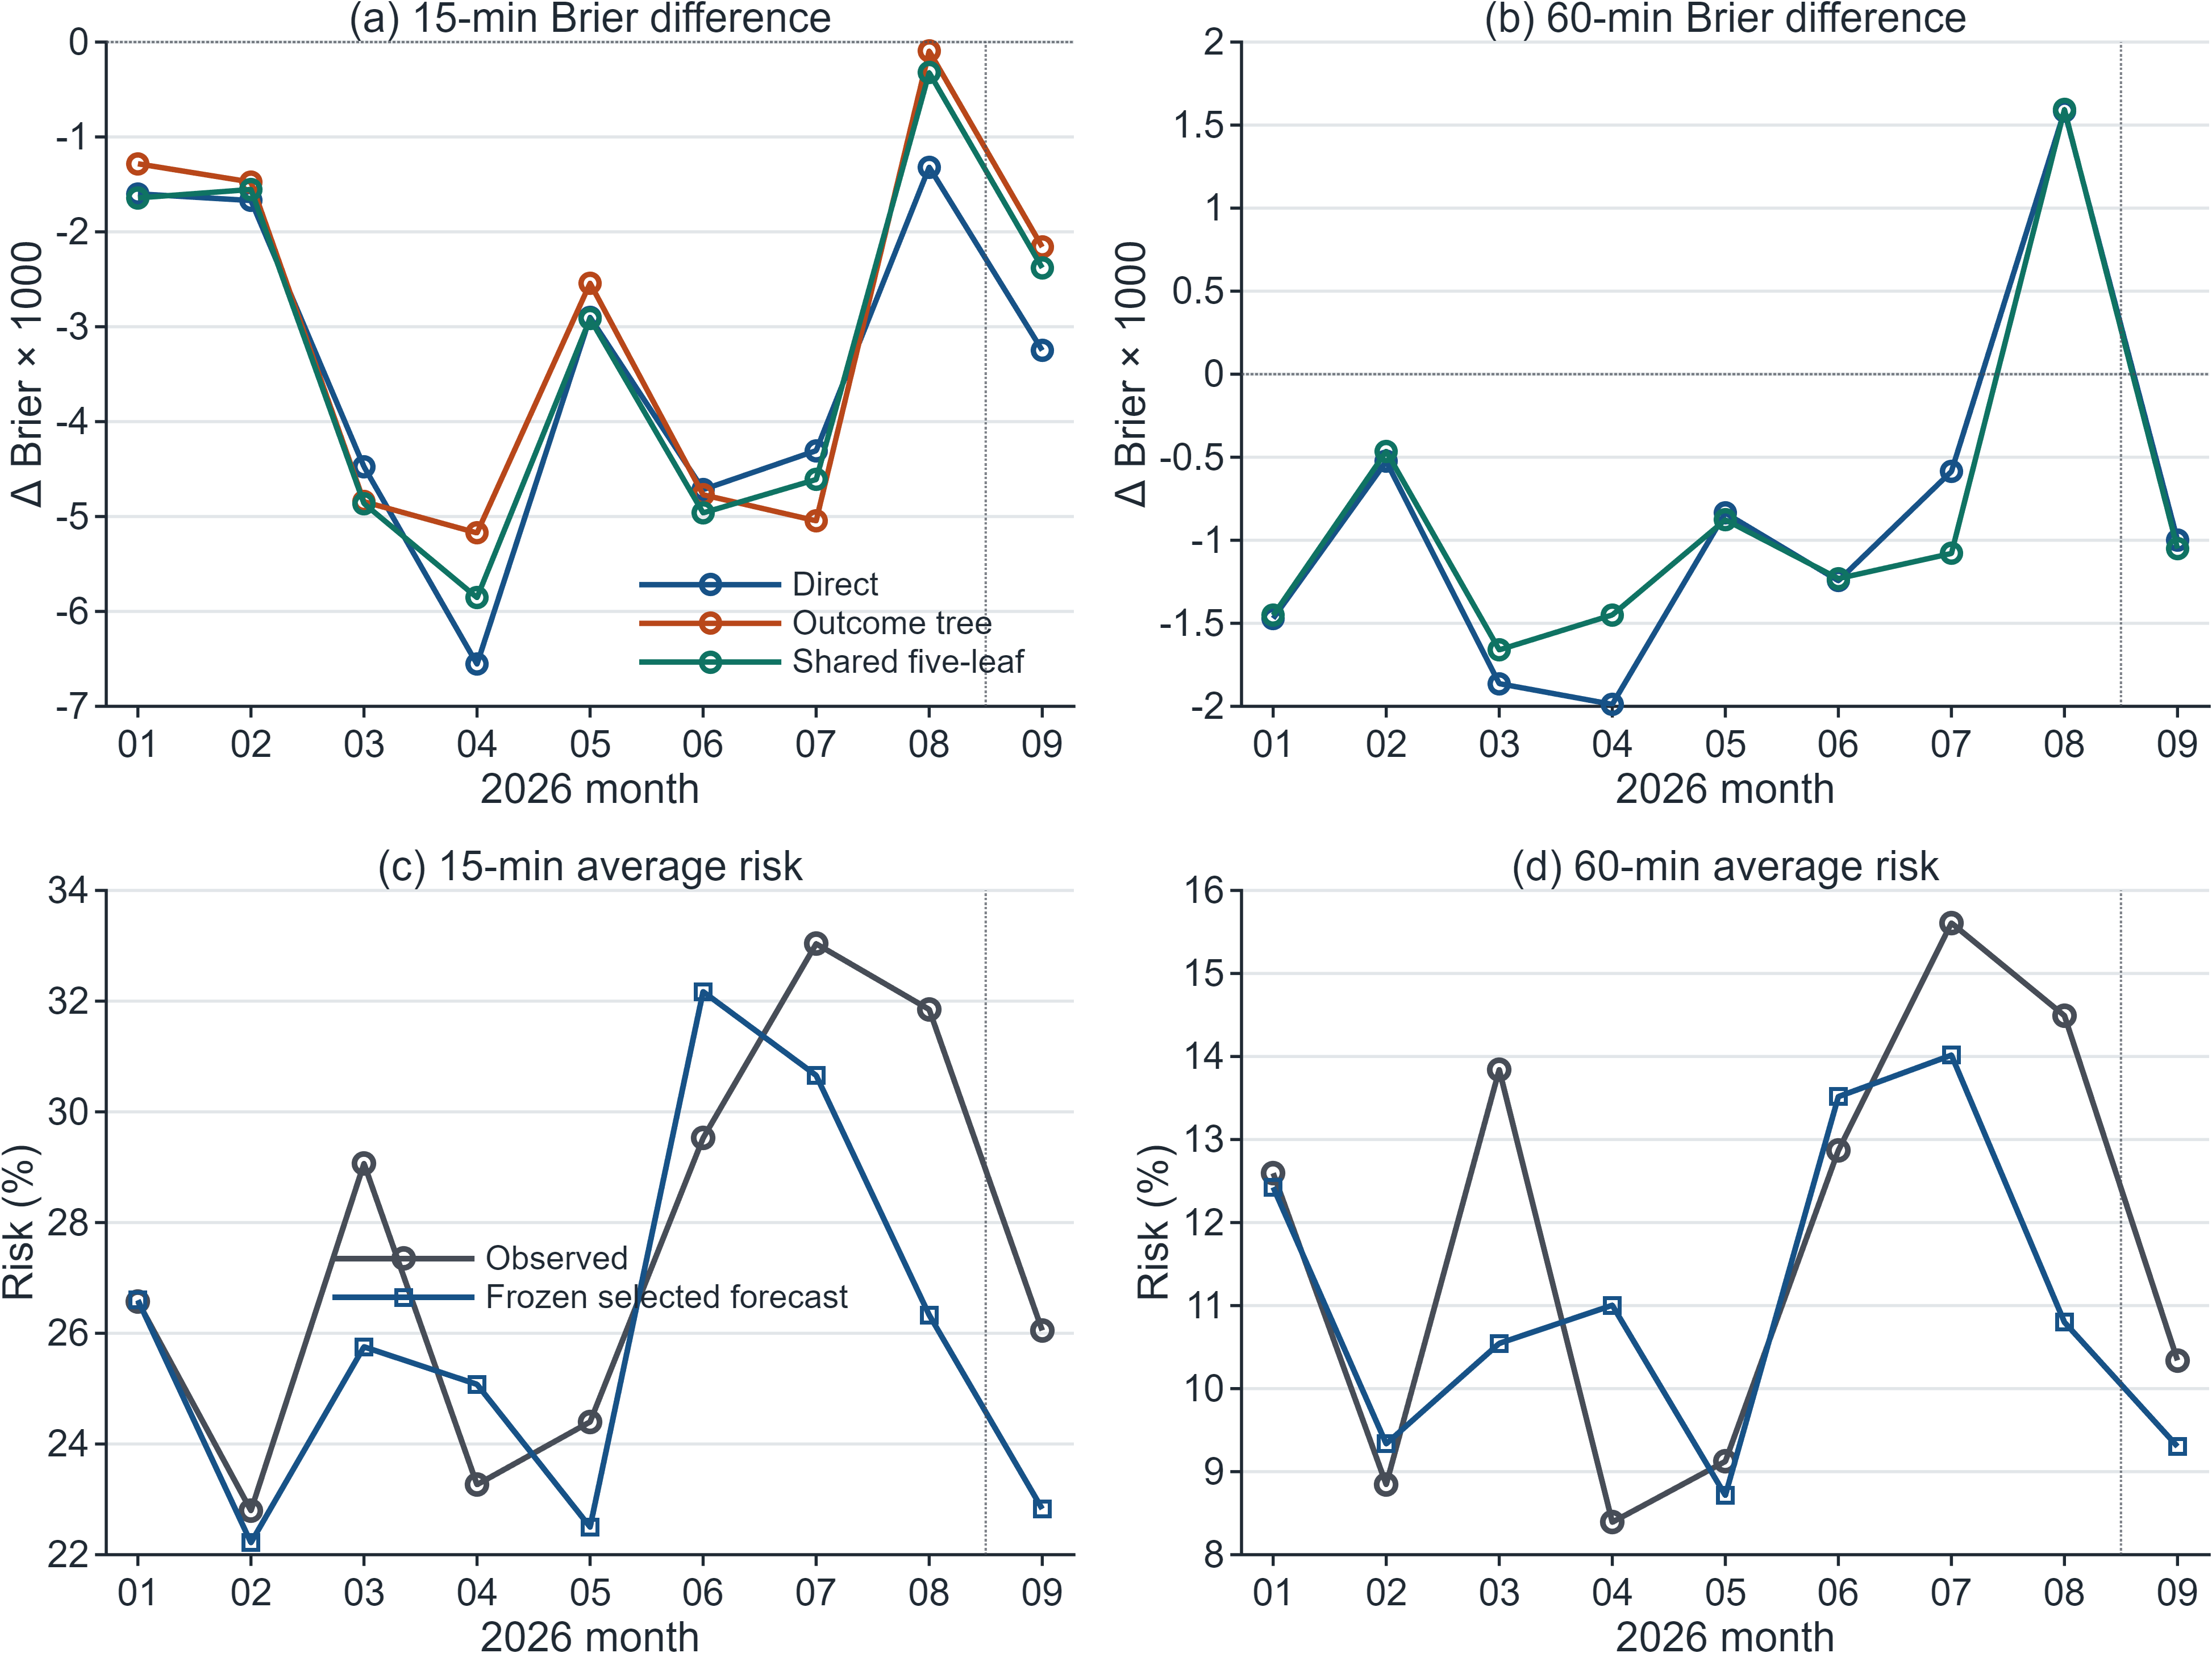 (a) 15-min Brier difference
0
-1
-2
-3
-4
-5
-6
-7
Δ Brier × 1000
Direct
Outcome tree
Shared five-leaf
01 02 03 04 05 06 07 08 09
2026 month
(b) 60-min Brier difference
2
1.5
1
0.5
0
-0.5
-1
-1.5
-2
Δ Brier × 1000
01 02 03 04 05 06 07 08 09
2026 month
(c) 15-min average risk
34
32
30
28
26
24
22
Risk (%)
Observed
Frozen selected forecast
01 02 03 04 05 06 07 08 09
2026 month
(d) 60-min average risk
16
15
14
13
12
11
10
9
8
Risk (%)
01 02 03 04 05 06 07 08 09
2026 month